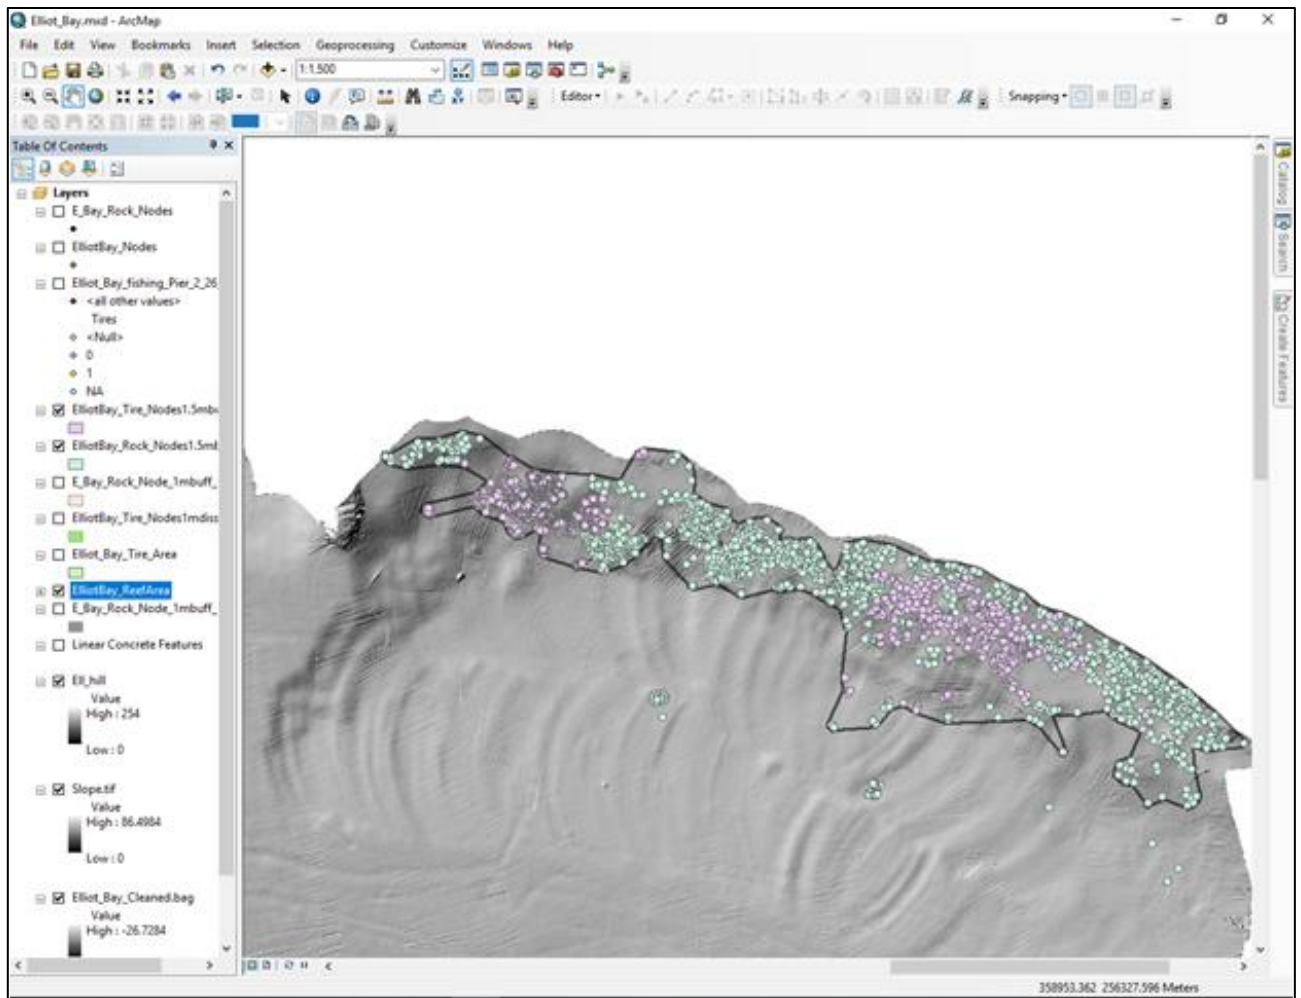 Elliot_Bay.mxd - ArcMap
File Edit View Bookmarks Insert Selection Geoprocessing Customize Windows Help
1:1,500
Editor Snapping
Table Of Contents
Layers
E_Bay_Rock_Nodes
ElliotBay_Nodes
Elliot_Bay_fishing_Pier_2_26
<all other values>
Tires
<Null>
0
1
NA
ElliotBay_Tire_Nodes1.5mb
ElliotBay_Rock_Nodes1.5m
E_Bay_Rock_Node_1mbuff_
ElliotBay_Tire_Nodes1mdiss
Elliot_Bay_Tire_Area
ElliotBay_ReefArea
E_Bay_Rock_Node_1mbuff_
Linear Concrete Features
Ell_hill
Value
High : 254
Low : 0
Slope.tif
Value
High : 86.4984
Low : 0
Elliot_Bay_Cleaned.bag
Value
High : -26.7284
Catalog
Search
Create Features
358953.362 256327.596 Meters